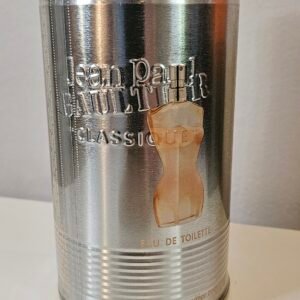 Jean Paul
GAULTIER
"CLASSIQUE"
EAU DE TOILETTE